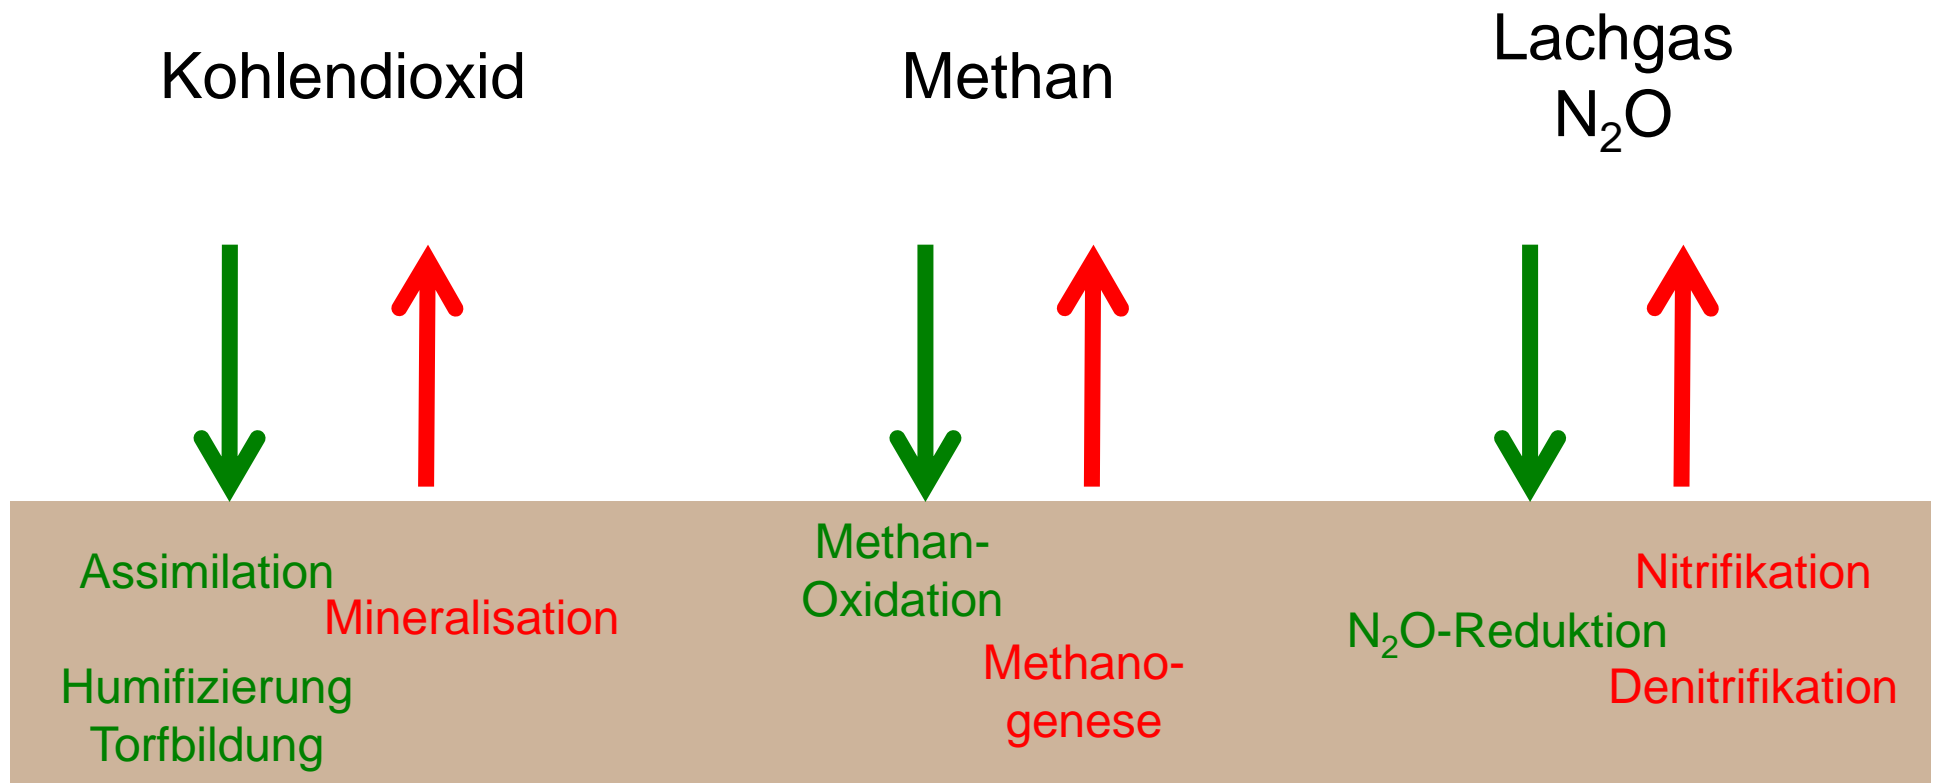 Kohlendioxid
Methan
Lachgas
N₂O
Assimilation
Mineralisation
Humifizierung
Torfbildung
Methan-
Oxidation
Methano-
genese
Nitrifikation
N₂O-Reduktion
Denitrifikation